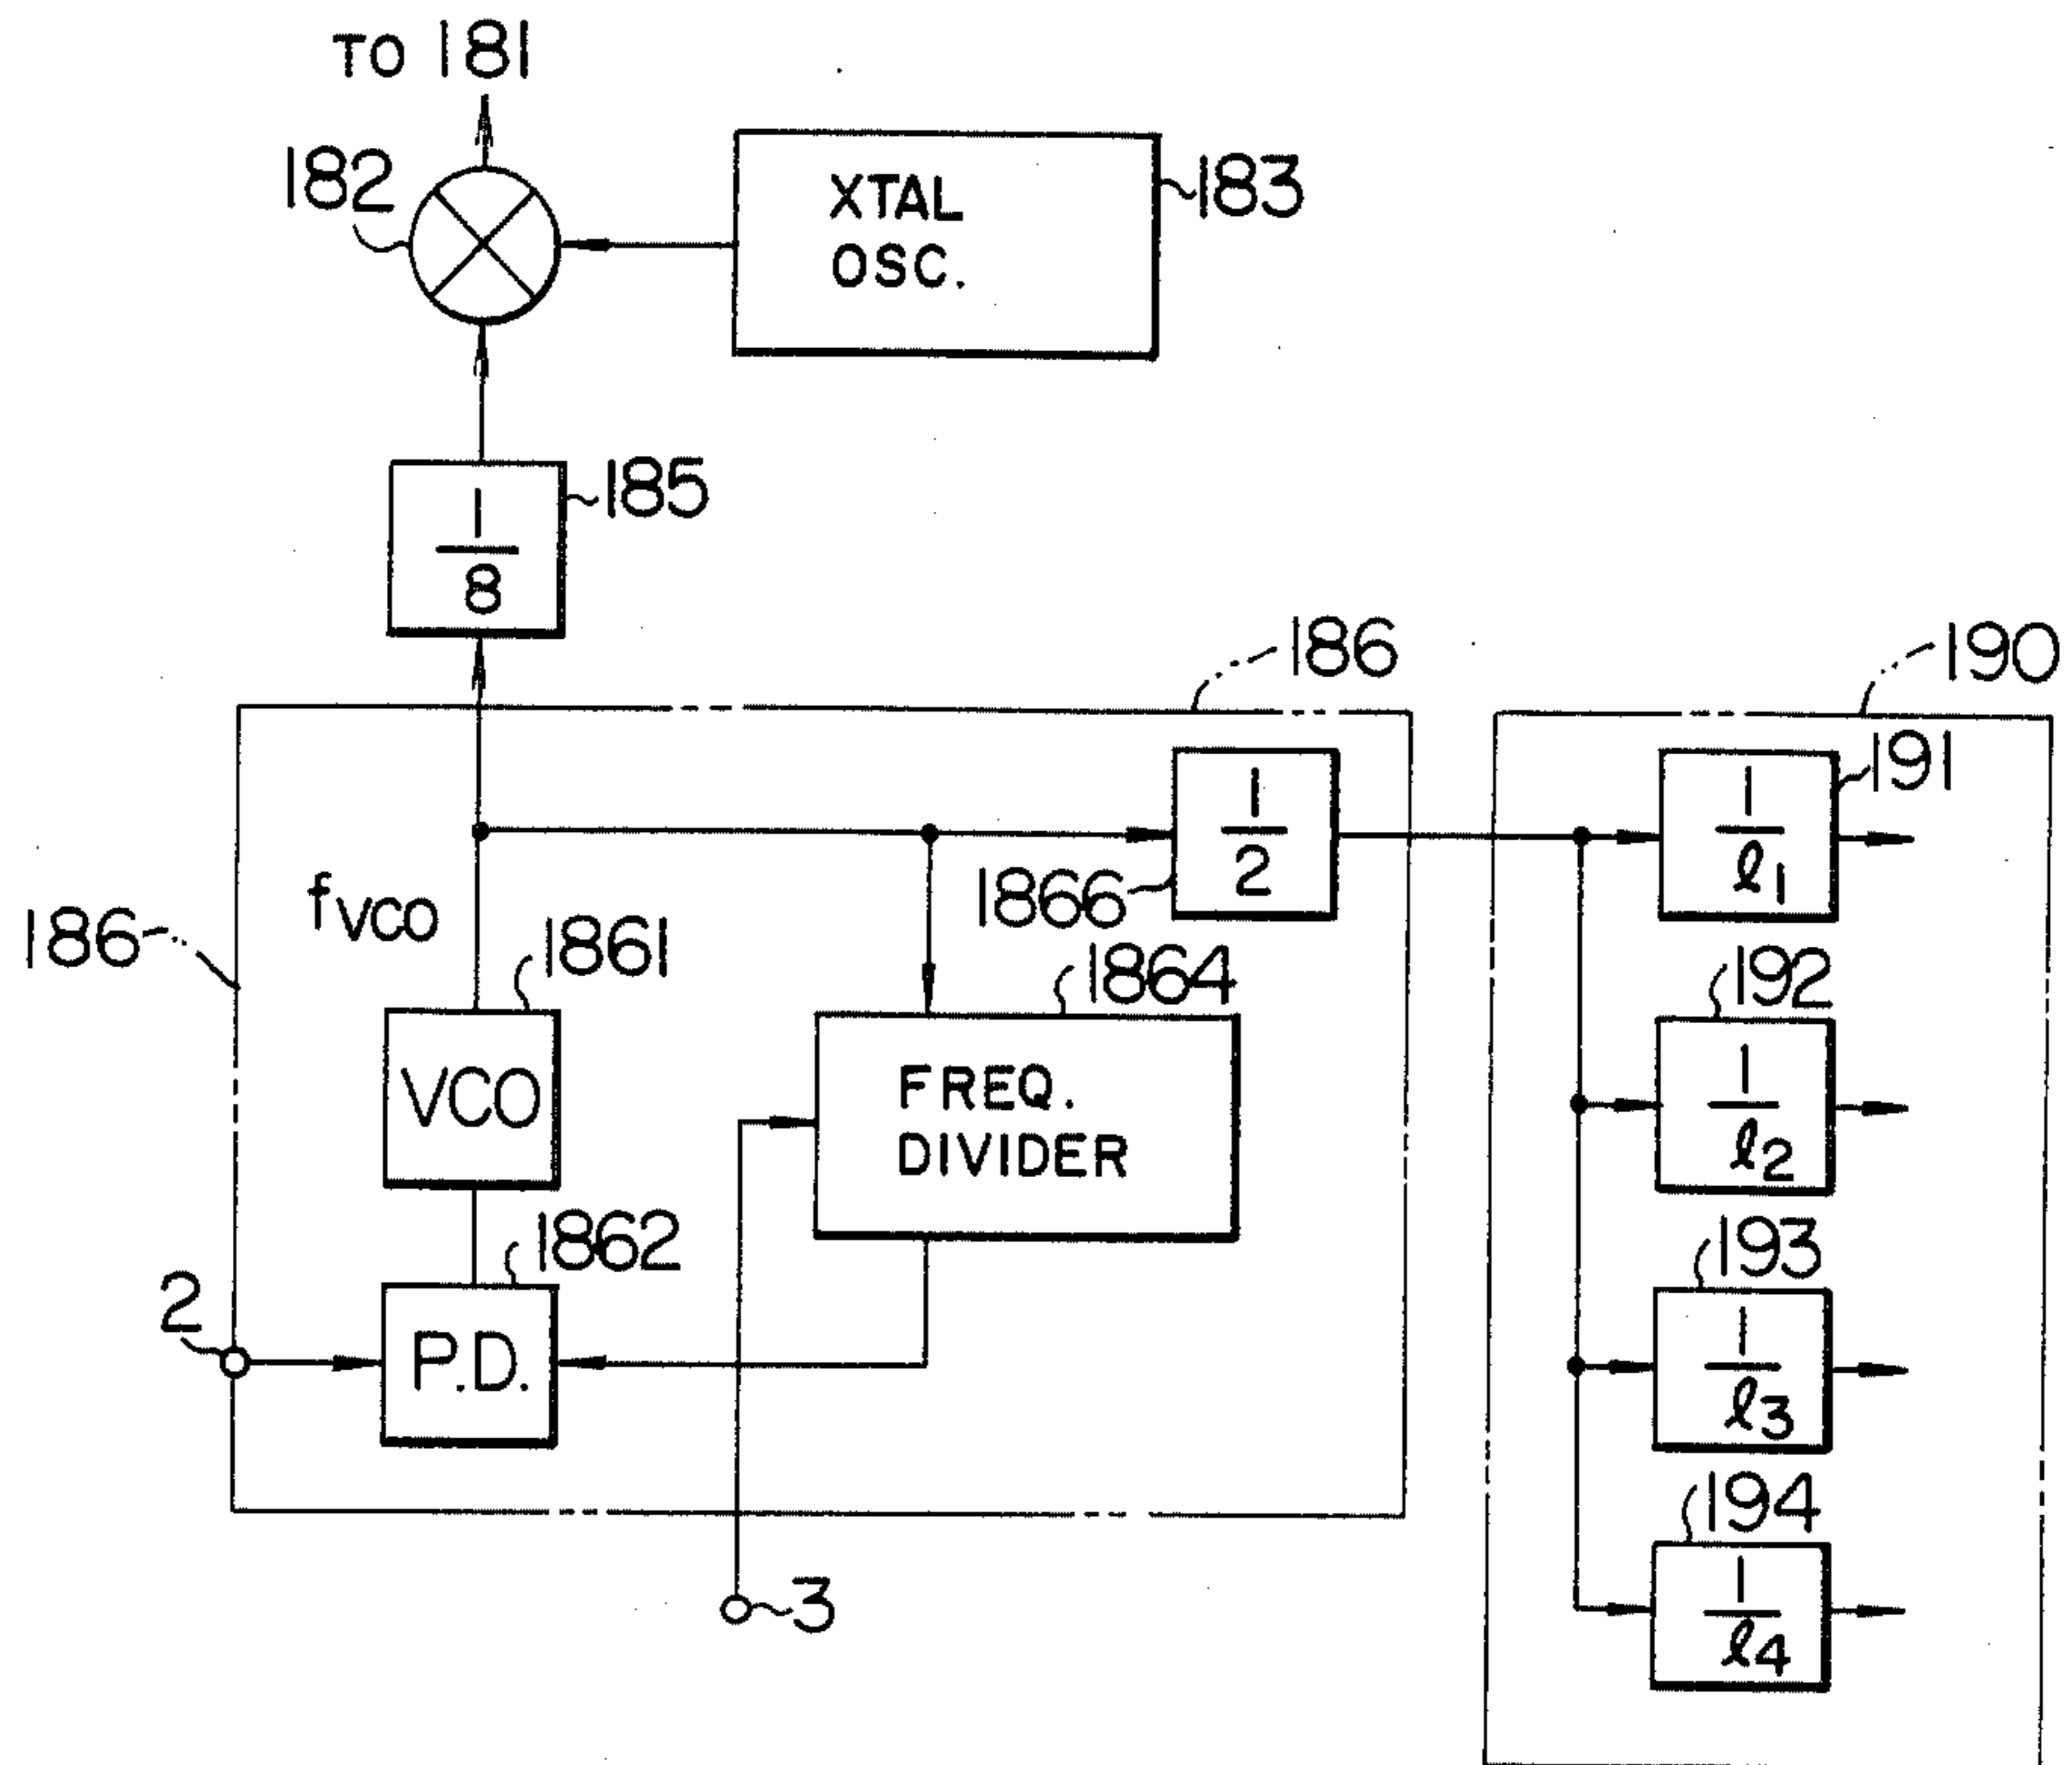 TO 181
182
XTAL
OSC.
183
1
8
185
186
190
1
2
1866
1
ℓ1
191
186
fVCO
1861
1864
192
VCO
FREQ.
DIVIDER
1
ℓ2
1862
193
2
P.D.
1
ℓ3
194
3
1
ℓ4